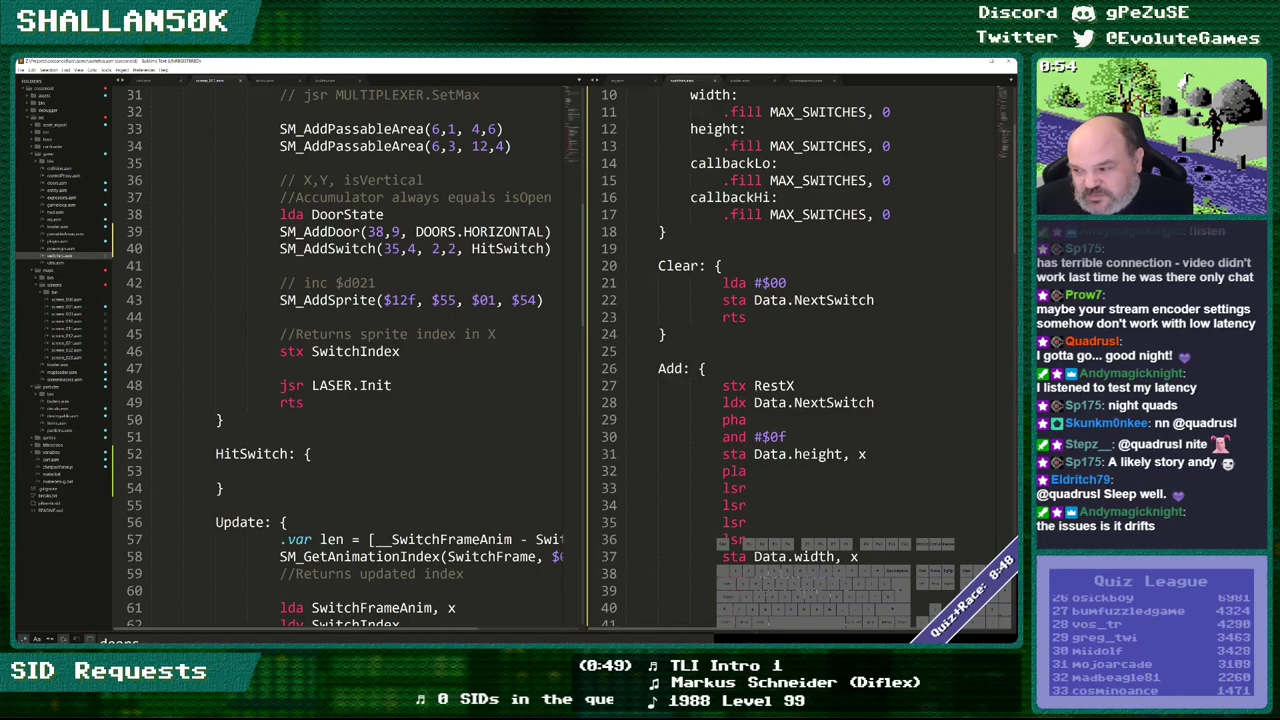 SHALLAN50K
Discord gPeZuSE
Twitter @EvoluteGames
31 // jsr MULTIPLEXER.SetMax
32
33 SM_AddPassableArea(6,1, 4,6)
34 SM_AddPassableArea(6,3, 12,4)
35
36 // X,Y, isVertical
37 //Accumulator always equals isOpen
38 lda DoorState
39 SM_AddDoor(38,9, DOORS.HORIZONTAL)
40 SM_AddSwitch(35,4, 2,2, HitSwitch)
41
42 // inc $d021
43 SM_AddSprite($12f, $55, $01, $54)
44
45 //Returns sprite index in X
46 stx SwitchIndex
47
48 jsr LASER.Init
49 rts
50 }
51
52 HitSwitch: {
53
54 }
55
56 Update: {
57 .var len = [__SwitchFrameAnim - Swit
58 SM_GetAnimationIndex(SwitchFrame, $0
59 //Returns updated index
60
61 lda SwitchFrameAnim, x
62 ldy SwitchIndex
10 width:
11 .fill MAX_SWITCHES, 0
12 height:
13 .fill MAX_SWITCHES, 0
14 callbackLo:
15 .fill MAX_SWITCHES, 0
16 callbackHi:
17 .fill MAX_SWITCHES, 0
18 }
19
20 Clear: {
21 lda #$00
22 sta Data.NextSwitch
23 rts
24 }
25
26 Add: {
27 stx RestX
28 ldx Data.NextSwitch
29 pha
30 and #$0f
31 sta Data.height, x
32 pla
33 lsr
34 lsr
35 lsr
36 lsr
37 sta Data.width, x
38
39
40
41
doors
0:54
Andymagicknight: !listen
Sp175:
has terrible connection - video didn't
work last time he was there only chat
Prow7:
maybe your stream encoder settings
somehow don't work with low latency
Quadrusl:
I gotta go... good night!
Andymagicknight:
I listened to test my latency
Sp175: night quads
Skunkm0nkee: nn @quadrusl
Stepz__: @quadrusl nite
Sp175: A likely story andy
Eldritch79:
@quadrusl Sleep well.
Andymagicknight:
the issues is it drifts
Quiz+Race: 8:48
Quiz League
26 osickboy 6981
27 bumfuzzledgame 4324
28 vos_tr 4290
29 greg_twi 3463
30 miidolf 3428
31 mojoarcade 3109
32 madbeagle81 2260
33 cosminoance 1471
SID Requests
(0:49) TLI Intro 1
Markus Schneider (Diflex)
0 SIDs in the que
1988 Level 99